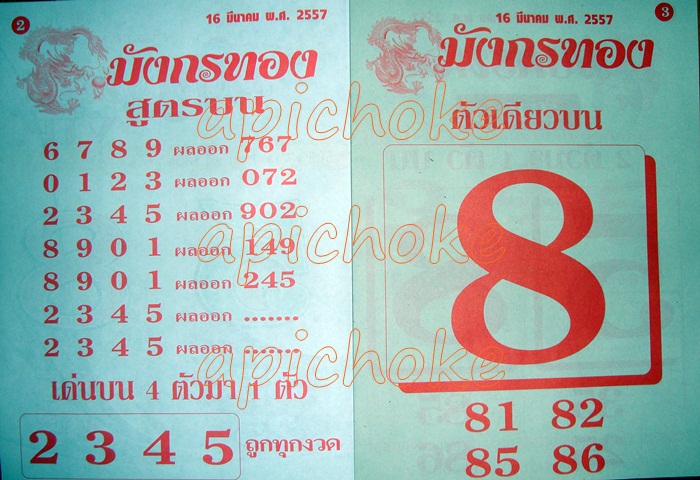 2
16 มีนาคม พ.ศ. 2557
มังกรทอง
สูตรบน
6 7 8 9 ผลออก 767
0 1 2 3 ผลออก 072
2 3 4 5 ผลออก 902
8 9 0 1 ผลออก 149
8 9 0 1 ผลออก 245
2 3 4 5 ผลออก .......
2 3 4 5 ผลออก .......
เด่นบน 4 ตัวมา 1 ตัว
2 3 4 5 ถูกทุกงวด
16 มีนาคม พ.ศ. 2557
3
มังกรทอง
ตัวเดียวบน
8
81 82
85 86
apichoke
apichoke
apichoke